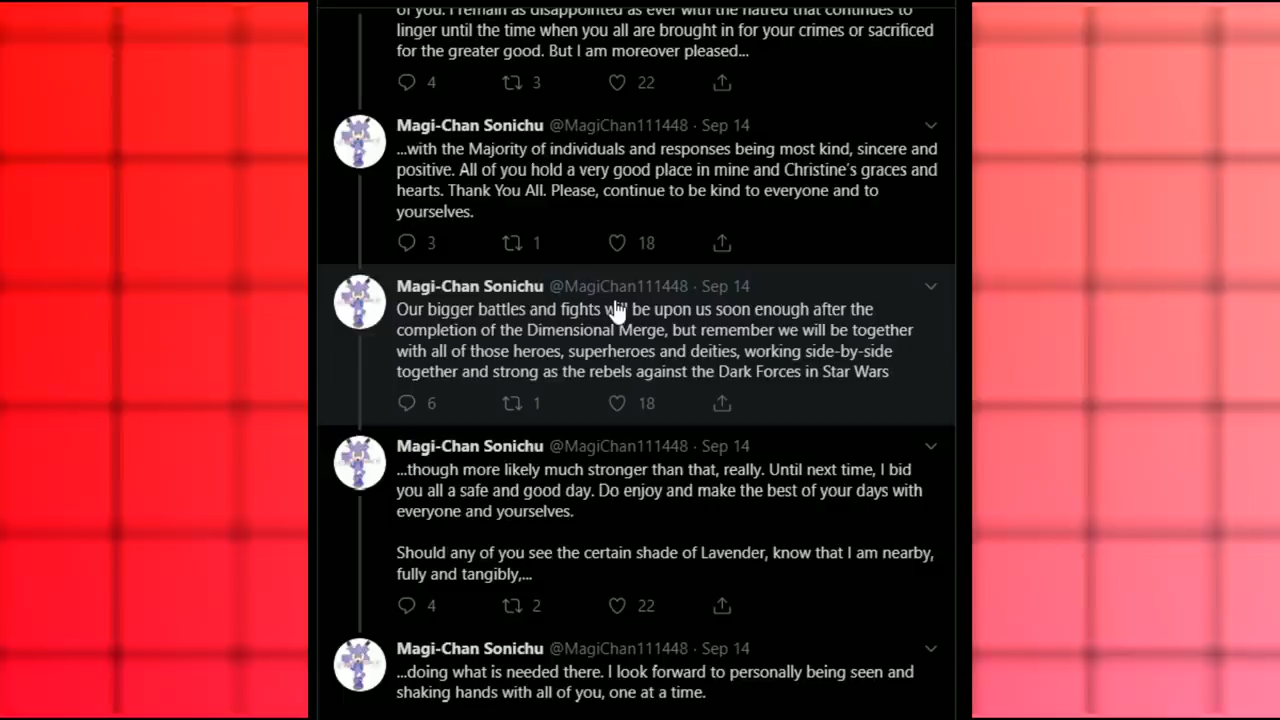 of you. I remain as disappointed as ever with the hatred that continues to
linger until the time when you all are brought in for your crimes or sacrificed
for the greater good. But I am moreover pleased...
4 3 22
Magi-Chan Sonichu @MagiChan111448 · Sep 14
...with the Majority of individuals and responses being most kind, sincere and
positive. All of you hold a very good place in mine and Christine's graces and
hearts. Thank You All. Please, continue to be kind to everyone and to
yourselves.
3 1 18
Magi-Chan Sonichu @MagiChan111448 · Sep 14
Our bigger battles and fights will be upon us soon enough after the
completion of the Dimensional Merge, but remember we will be together
with all of those heroes, superheroes and deities, working side-by-side
together and strong as the rebels against the Dark Forces in Star Wars
6 1 18
Magi-Chan Sonichu @MagiChan111448 · Sep 14
...though more likely much stronger than that, really. Until next time, I bid
you all a safe and good day. Do enjoy and make the best of your days with
everyone and yourselves.
Should any of you see the certain shade of Lavender, know that I am nearby,
fully and tangibly,...
4 2 22
Magi-Chan Sonichu @MagiChan111448 · Sep 14
...doing what is needed there. I look forward to personally being seen and
shaking hands with all of you, one at a time.